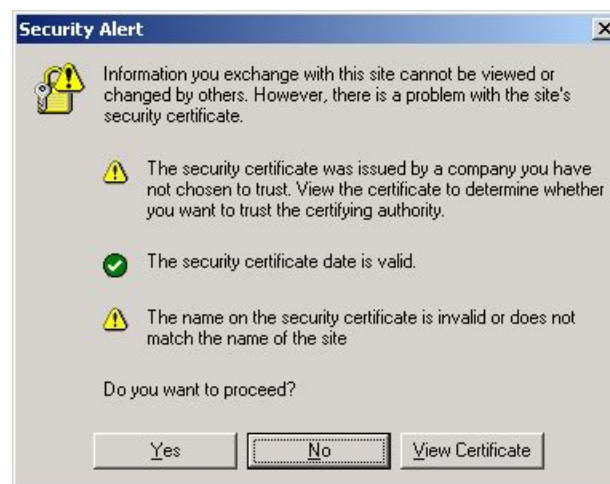 Security Alert
Information you exchange with this site cannot be viewed or
changed by others. However, there is a problem with the site's
security certificate.
The security certificate was issued by a company you have
not chosen to trust. View the certificate to determine whether
you want to trust the certifying authority.
The security certificate date is valid.
The name on the security certificate is invalid or does not
match the name of the site
Do you want to proceed?
Yes No View Certificate